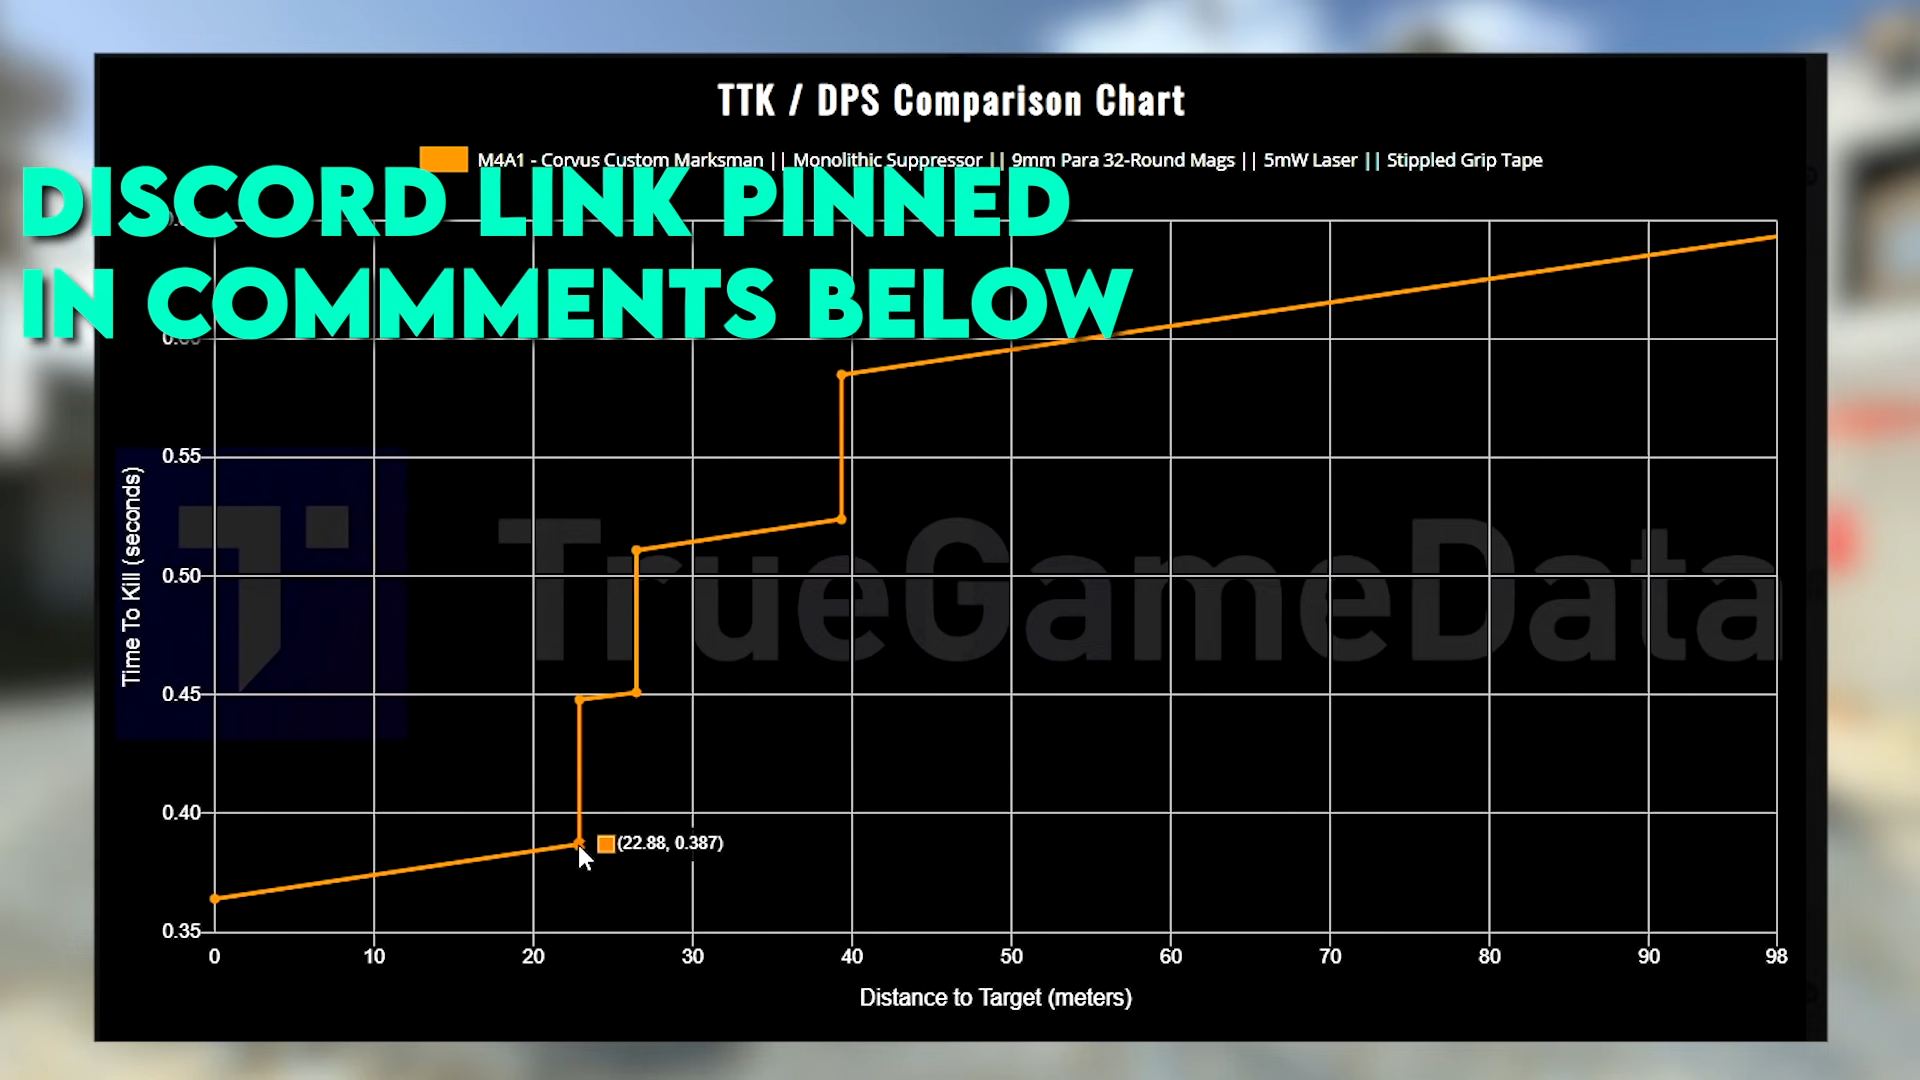 TTK / DPS Comparison Chart
M4A1 - Corvus Custom Marksman || Monolithic Suppressor || 9mm Para 32-Round Mags || 5mW Laser || Stippled Grip Tape
DISCORD LINK PINNED
IN COMMMENTS BELOW
0.55
0.50
0.45
0.40
0.35
Time To Kill (seconds)
TrueGameData
(22.88, 0.387)
0 10 20 30 40 50 60 70 80 90 98
Distance to Target (meters)